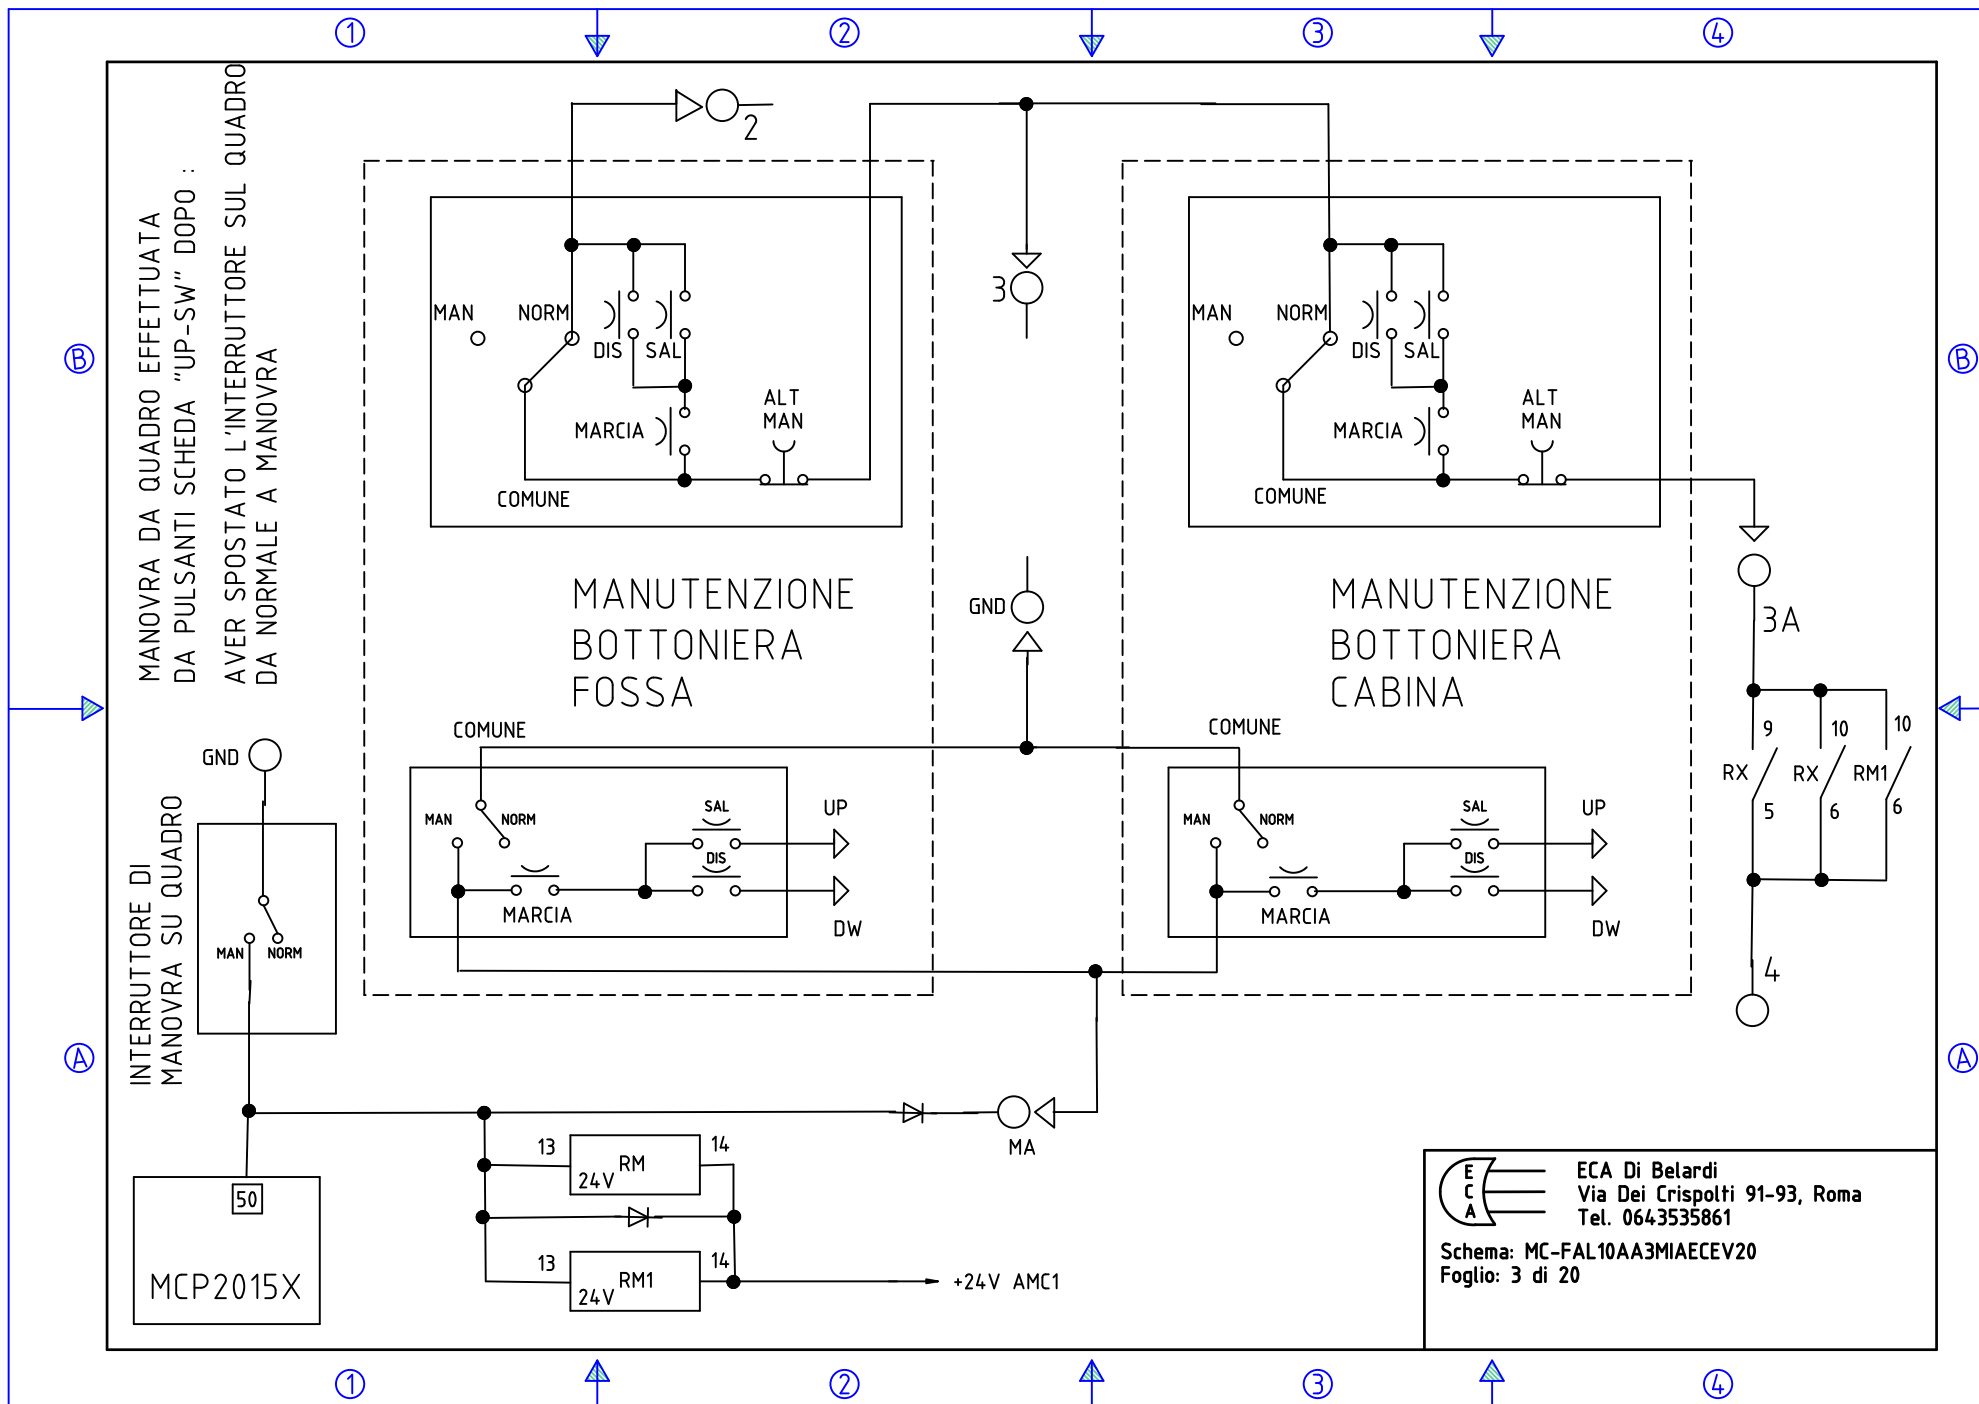 1
2
3
4
MANOVRA DA QUADRO EFFETTUATA
DA PULSANTI SCHEDA "UP-SW" DOPO :
AVER SPOSTATO L'INTERRUTTORE SUL QUADRO
DA NORMALE A MANOVRA
2
3
MAN
NORM
DIS
SAL
MARCIA
ALT
MAN
COMUNE
MAN
NORM
DIS
SAL
MARCIA
ALT
MAN
COMUNE
B
B
MANUTENZIONE
BOTTONIERA
FOSSA
GND
MANUTENZIONE
BOTTONIERA
CABINA
3A
COMUNE
COMUNE
GND
INTERRUTTORE DI
MANOVRA SU QUADRO
MAN
NORM
MAN
NORM
MARCIA
SAL
DIS
UP
DW
MAN
NORM
MARCIA
SAL
DIS
UP
DW
9
10
10
RX
RX
RM1
5
6
6
4
A
A
MA
13
RM
24V
14
13
RM1
24V
14
+24V AMC1
50
MCP2015X
E
C
A
ECA Di Belardi
Via Dei Crispolti 91-93, Roma
Tel. 0643535861
Schema: MC-FAL10AA3MIAECEV20
Foglio: 3 di 20
1
2
3
4